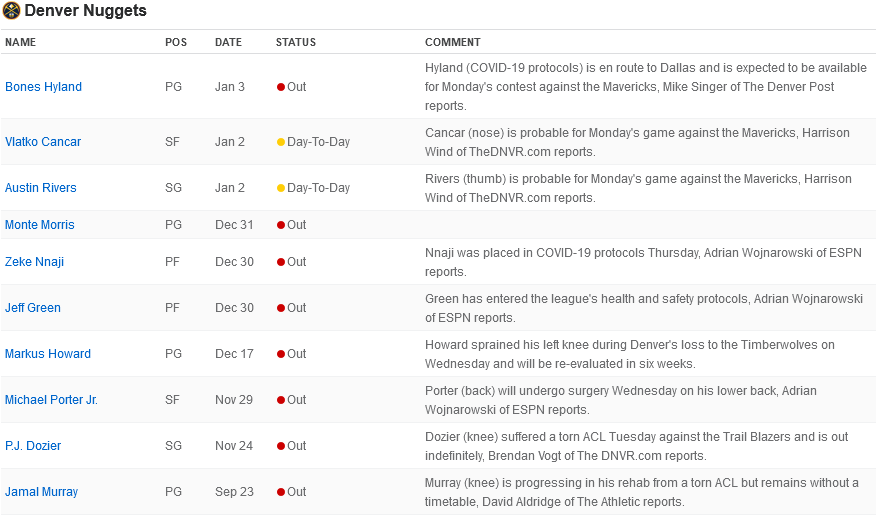 Denver Nuggets
NAME POS DATE STATUS COMMENT
Hyland (COVID-19 protocols) is en route to Dallas and is expected to be available
Bones Hyland PG Jan 3 Out for Monday's contest against the Mavericks, Mike Singer of The Denver Post
reports.
Cancar (nose) is probable for Monday's game against the Mavericks, Harrison
Vlatko Cancar SF Jan 2 Day-To-Day
Wind of TheDNVR.com reports.
Rivers (thumb) is probable for Monday's game against the Mavericks, Harrison
Austin Rivers SG Jan 2 Day-To-Day
Wind of TheDNVR.com reports.
Monte Morris PG Dec 31 Out
Nnaji was placed in COVID-19 protocols Thursday, Adrian Wojnarowski of ESPN
Zeke Nnaji PF Dec 30 Out
reports.
Green has entered the league's health and safety protocols, Adrian Wojnarowski
Jeff Green PF Dec 30 Out
of ESPN reports.
Howard sprained his left knee during Denver's loss to the Timberwolves on
Markus Howard PG Dec 17 Out
Wednesday and will be re-evaluated in six weeks.
Porter (back) will undergo surgery Wednesday on his lower back, Adrian
Michael Porter Jr. SF Nov 29 Out
Wojnarowski of ESPN reports.
Dozier (knee) suffered a torn ACL Tuesday against the Trail Blazers and is out
P.J. Dozier SG Nov 24 Out
indefinitely, Brendan Vogt of The DNVR.com reports.
Murray (knee) is progressing in his rehab from a torn ACL but remains without a
Jamal Murray PG Sep 23 Out
timetable, David Aldridge of The Athletic reports.